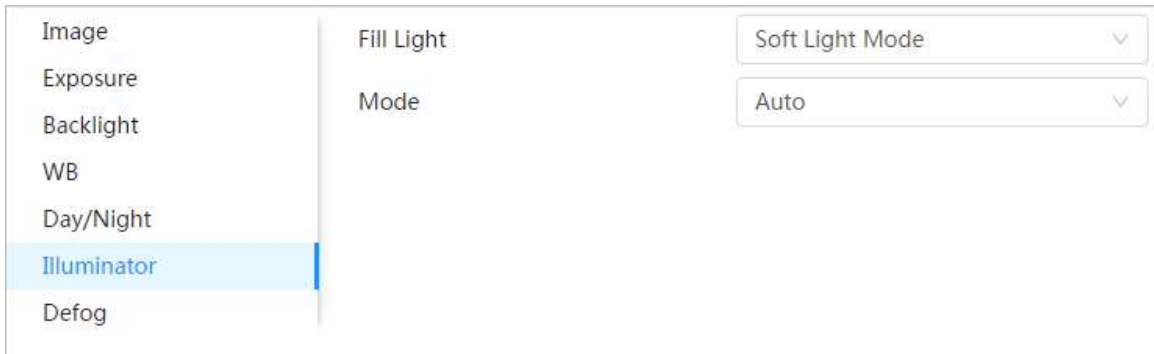 Image
Exposure
Backlight
WB
Day/Night
Illuminator
Defog
Fill Light
Soft Light Mode
Mode
Auto